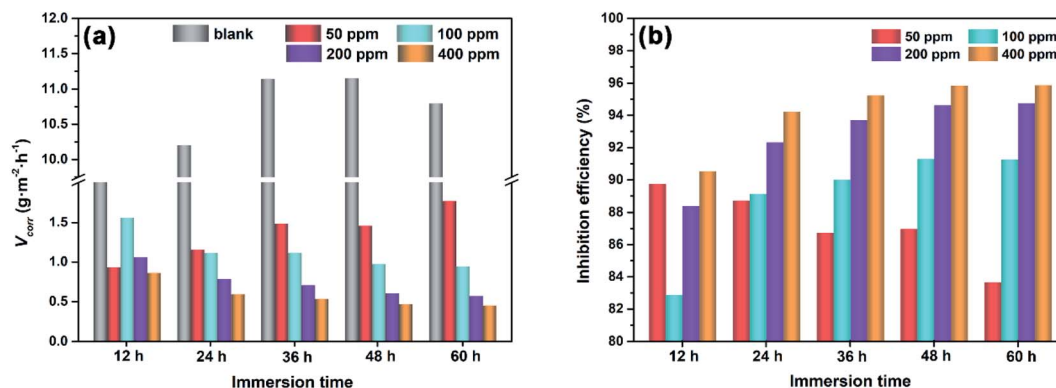 (a)
blank
50 ppm
100 ppm
200 ppm
400 ppm
12.0
11.5
11.0
10.5
10.0
1.5
1.0
0.5
0.0
V_corr (g·m⁻²·h⁻¹)
12 h 24 h 36 h 48 h 60 h
Immersion time
(b)
50 ppm
100 ppm
200 ppm
400 ppm
100
98
96
94
92
90
88
86
84
82
80
Inhibition efficiency (%)
12 h 24 h 36 h 48 h 60 h
Immersion time